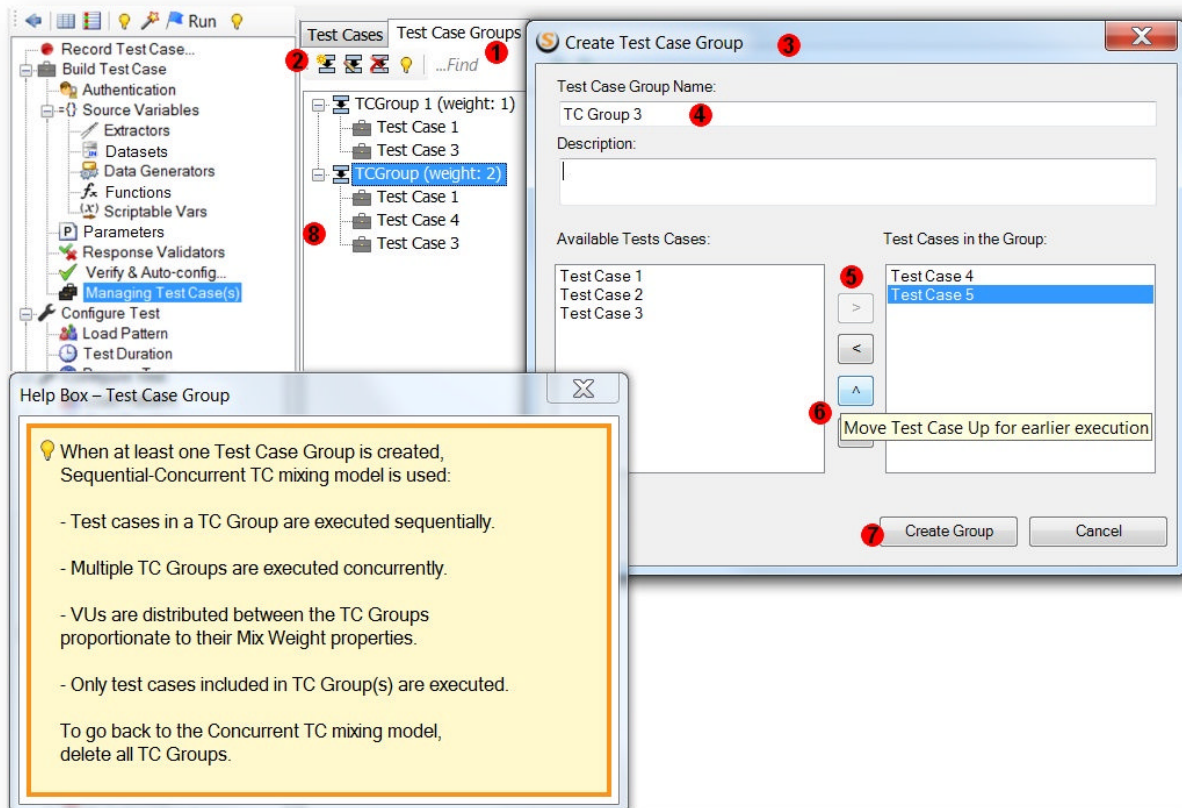 Run
Record Test Case...
Build Test Case
Authentication
={} Source Variables
Extractors
Datasets
Data Generators
fx Functions
(x) Scriptable Vars
P Parameters
Response Validators
Verify & Auto-config...
Managing Test Case(s)
Configure Test
Load Pattern
Test Duration
Test Cases
Test Case Groups
1
2
...Find
TCGroup 1 (weight: 1)
Test Case 1
Test Case 3
TCGroup (weight: 2)
Test Case 1
Test Case 4
Test Case 3
8
S Create Test Case Group
3
X
Test Case Group Name:
TC Group 3
4
Description:
Available Tests Cases:
Test Case 1
Test Case 2
Test Case 3
5
>
<
^
6
Move Test Case Up for earlier execution
Test Cases in the Group:
Test Case 4
Test Case 5
7
Create Group
Cancel
Help Box – Test Case Group
X
When at least one Test Case Group is created,
Sequential-Concurrent TC mixing model is used:
- Test cases in a TC Group are executed sequentially.
- Multiple TC Groups are executed concurrently.
- VUs are distributed between the TC Groups
proportionate to their Mix Weight properties.
- Only test cases included in TC Group(s) are executed.
To go back to the Concurrent TC mixing model,
delete all TC Groups.